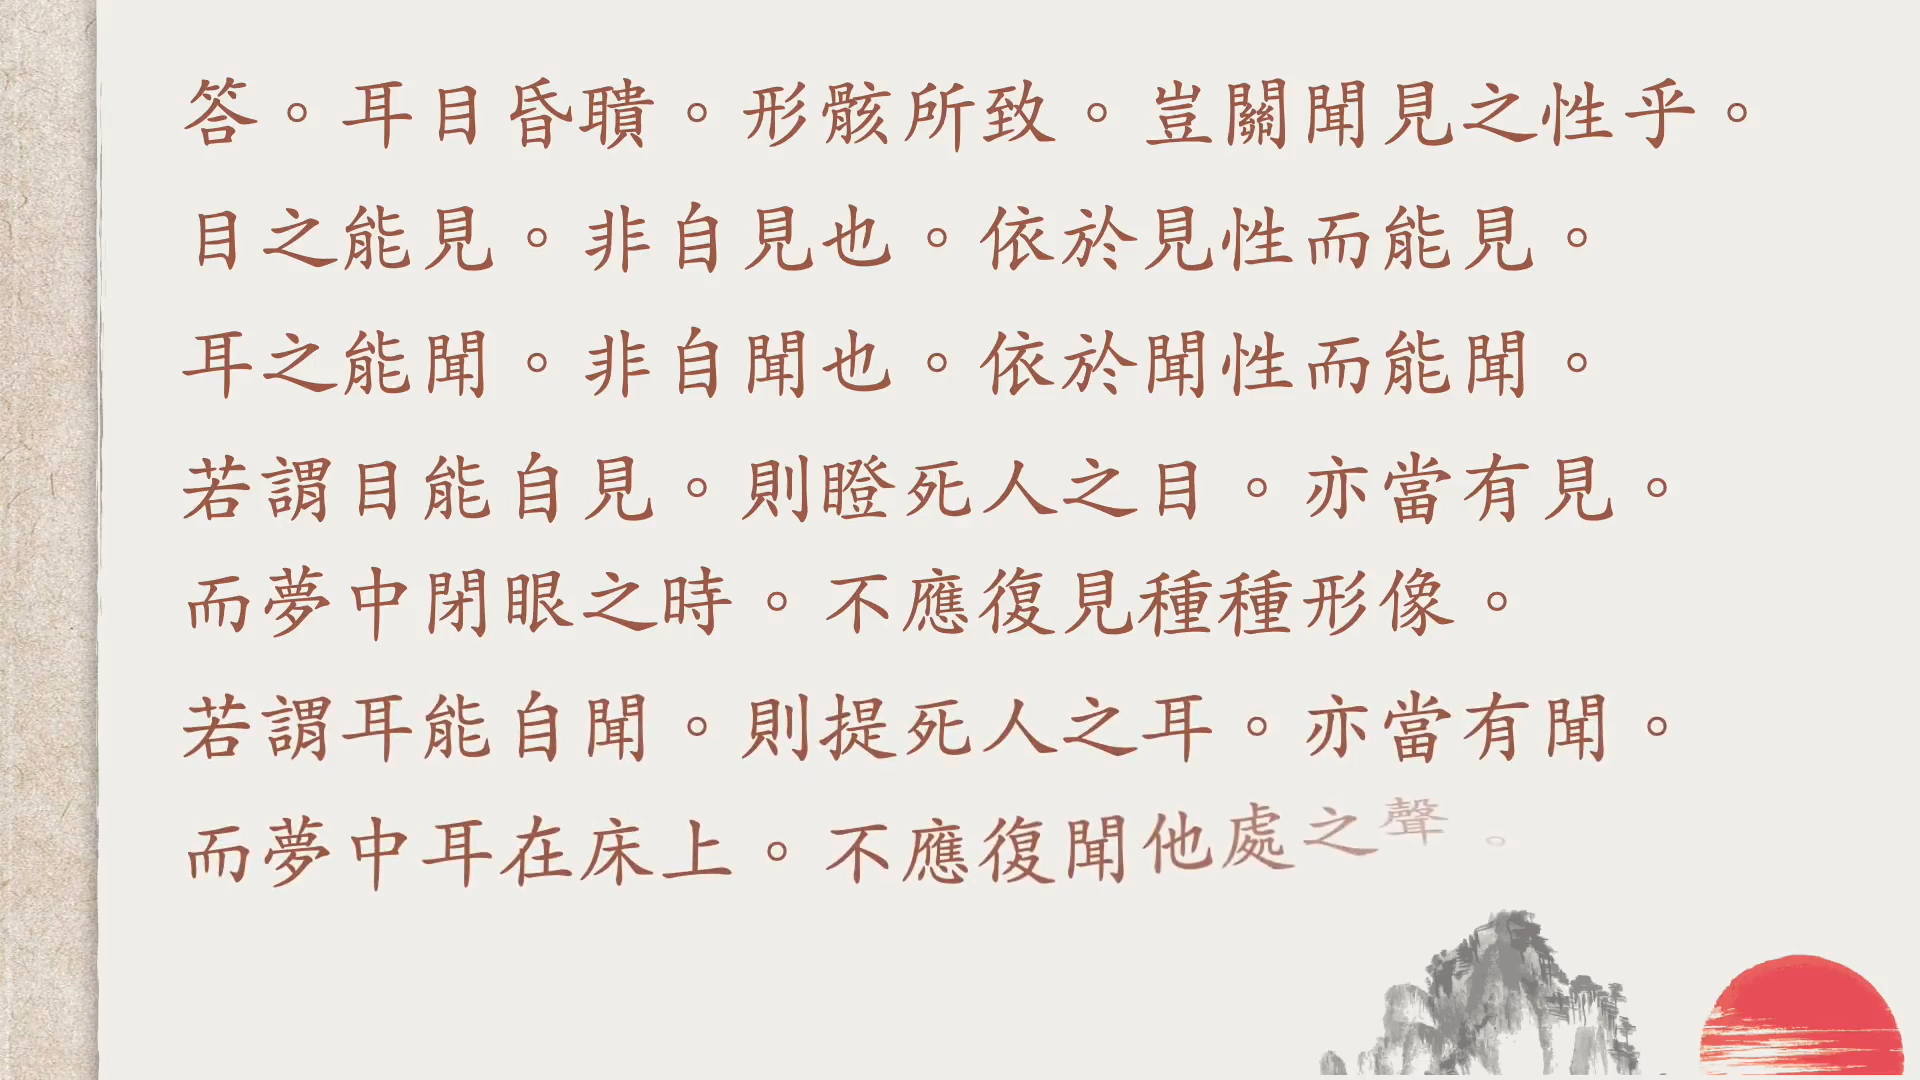 答。耳目昏聵。形骸所致。豈關聞見之性乎。
目之能見。非自見也。依於見性而能見。
耳之能聞。非自聞也。依於聞性而能聞。
若謂目能自見。則瞪死人之目。亦當有見。
而夢中閉眼之時。不應復見種種形像。
若謂耳能自聞。則提死人之耳。亦當有聞。
而夢中耳在床上。不應復聞他處之聲。